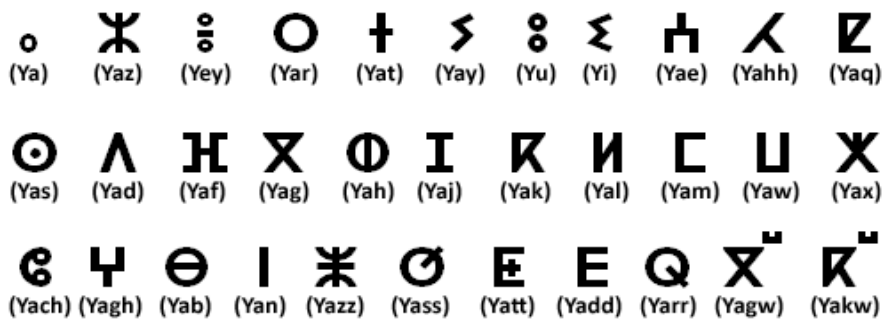 ⴰ ⵣ ⴻ ⵔ ⵜ ⵢ ⵓ ⵉ ⵄ ⵃ ⵇ
(Ya) (Yaz) (Yey) (Yar) (Yat) (Yay) (Yu) (Yi) (Yae) (Yahh) (Yaq)
ⵙ ⴷ ⴼ ⴳ ⵀ ⵊ ⴽ ⵍ ⵎ ⵡ ⵅ
(Yas) (Yad) (Yaf) (Yag) (Yah) (Yaj) (Yak) (Yal) (Yam) (Yaw) (Yax)
ⵛ ⵖ ⴱ ⵏ ⵥ ⵚ ⵟ ⴹ ⵕ ⴳⵯ ⴽⵯ
(Yach) (Yagh) (Yab) (Yan) (Yazz) (Yass) (Yatt) (Yadd) (Yarr) (Yagw) (Yakw)